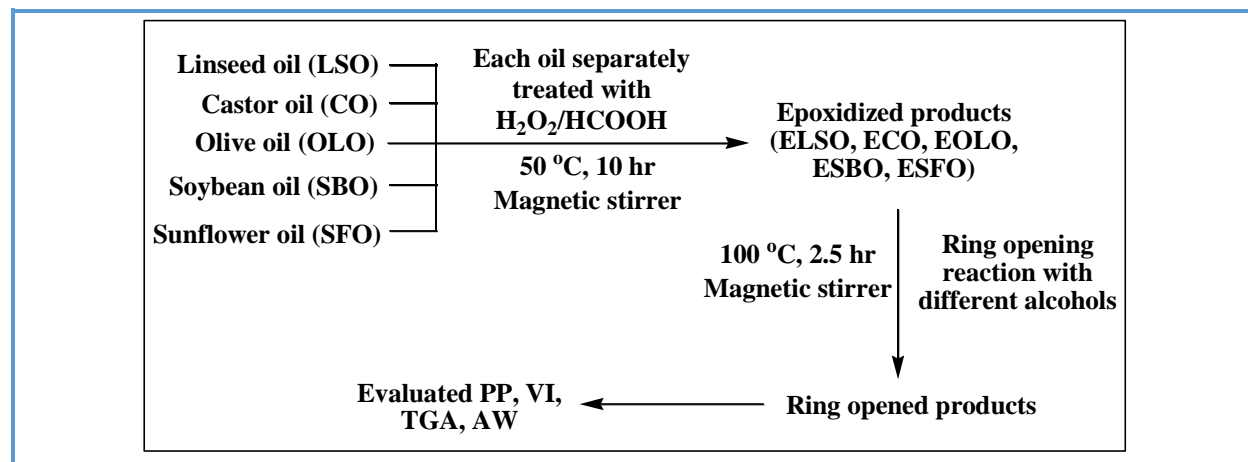 Linseed oil (LSO)
Castor oil (CO)
Olive oil (OLO)
Soybean oil (SBO)
Sunflower oil (SFO)
Each oil separately
treated with
H₂O₂/HCOOH
50 °C, 10 hr
Magnetic stirrer
Epoxidized products
(ELSO, ECO, EOLO,
ESBO, ESFO)
100 °C, 2.5 hr
Magnetic stirrer
Ring opening
reaction with
different alcohols
Ring opened products
Evaluated PP, VI,
TGA, AW